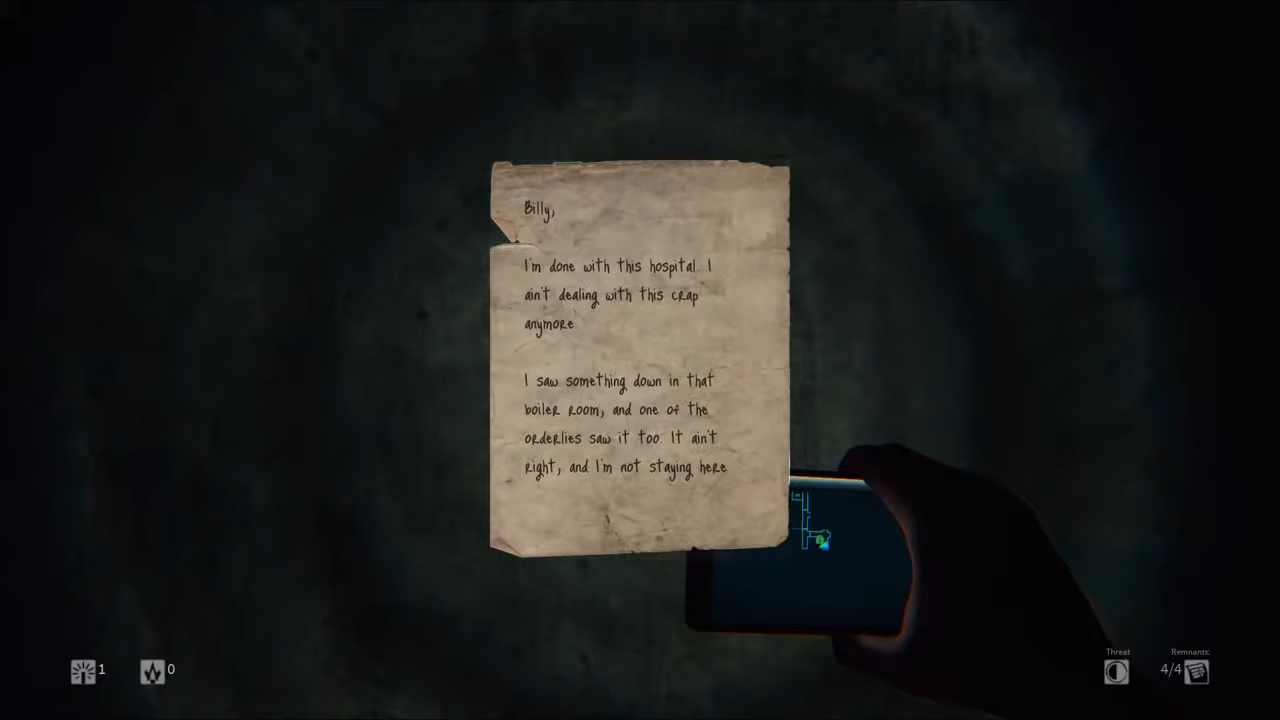 Billy,
I'm done with this hospital. I
ain't dealing with this crap
anymore.
I saw something down in that
boiler room, and one of the
orderlies saw it too. It ain't
right, and I'm not staying here
1
0
Threat
Remnants:
4/4